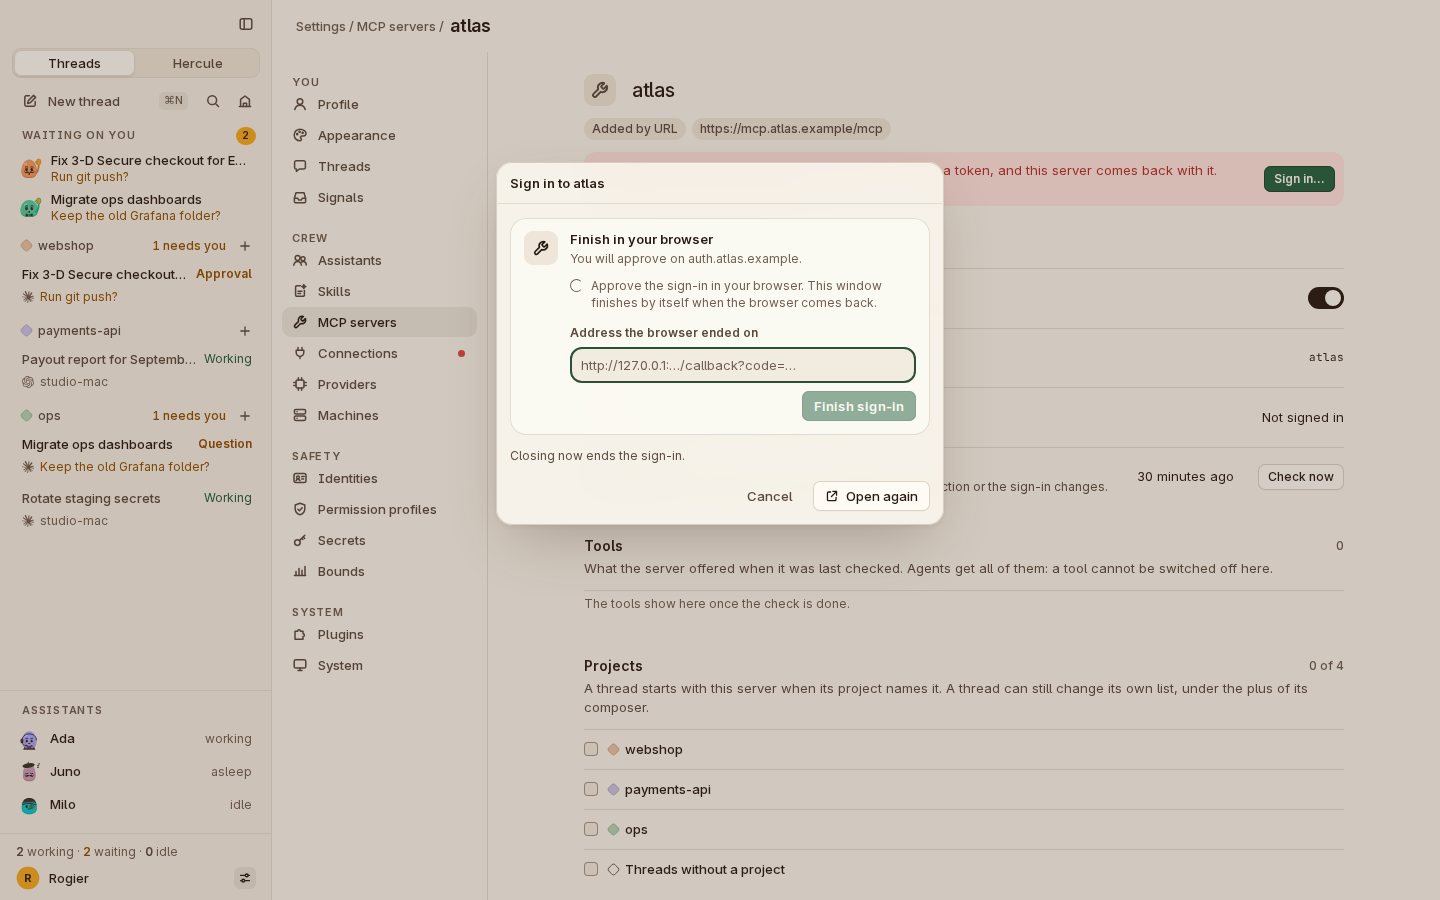 Threads
Hercule
New thread
⌘N
WAITING ON YOU
2
Fix 3-D Secure checkout for E…
Run git push?
Migrate ops dashboards
Keep the old Grafana folder?
webshop
1 needs you
Fix 3-D Secure checkout…
Approval
Run git push?
payments-api
Payout report for Septemb…
Working
studio-mac
ops
1 needs you
Migrate ops dashboards
Question
Keep the old Grafana folder?
Rotate staging secrets
Working
studio-mac
ASSISTANTS
Ada
working
Juno
asleep
Milo
idle
2 working · 2 waiting · 0 idle
R
Rogier
Settings / MCP servers / atlas
YOU
Profile
Appearance
Threads
Signals
CREW
Assistants
Skills
MCP servers
Connections
Providers
Machines
SAFETY
Identities
Permission profiles
Secrets
Bounds
SYSTEM
Plugins
System
atlas
Added by URL
https://mcp.atlas.example/mcp
a token, and this server comes back with it.
Sign in…
atlas
Not signed in
ction or the sign-in changes.
30 minutes ago
Check now
Tools
0
What the server offered when it was last checked. Agents get all of them: a tool cannot be switched off here.
The tools show here once the check is done.
Projects
0 of 4
A thread starts with this server when its project names it. A thread can still change its own list, under the plus of its
composer.
webshop
payments-api
ops
Threads without a project
Sign in to atlas
Finish in your browser
You will approve on auth.atlas.example.
Approve the sign-in in your browser. This window
finishes by itself when the browser comes back.
Address the browser ended on
http://127.0.0.1:…/callback?code=…
Finish sign-in
Closing now ends the sign-in.
Cancel
Open again